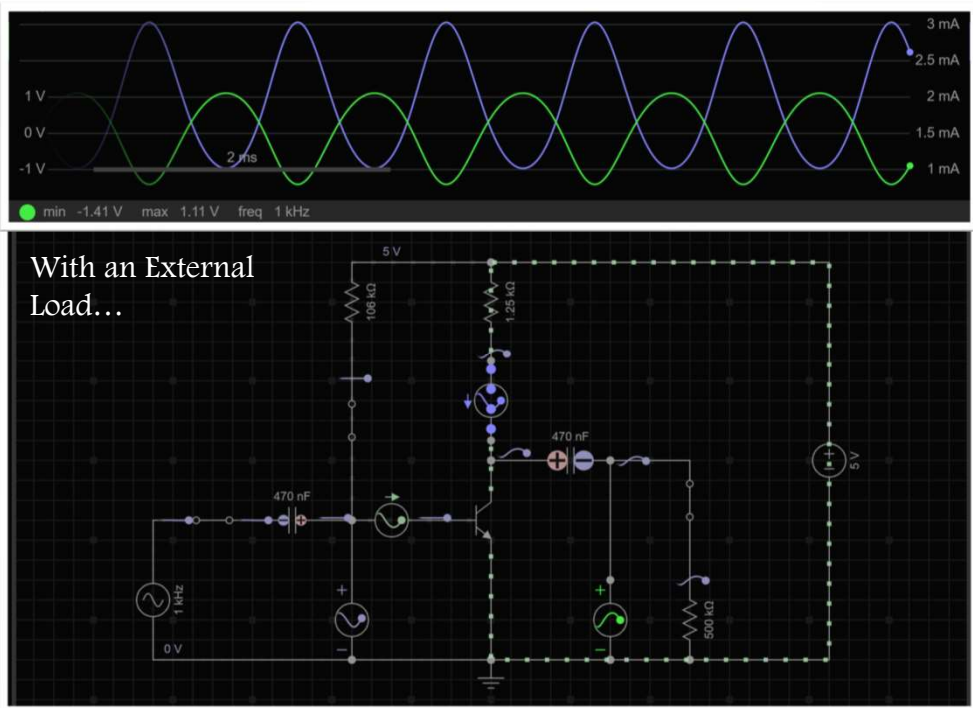 3 mA
2.5 mA
1 V 2 mA
0 V 1.5 mA
2 ms
-1 V 1 mA
min -1.41 V max 1.11 V freq 1 kHz
With an External
Load...
5 V
106 kΩ
1.25 kΩ
470 nF
5 V
470 nF
1 kHz
500 kΩ
0 V